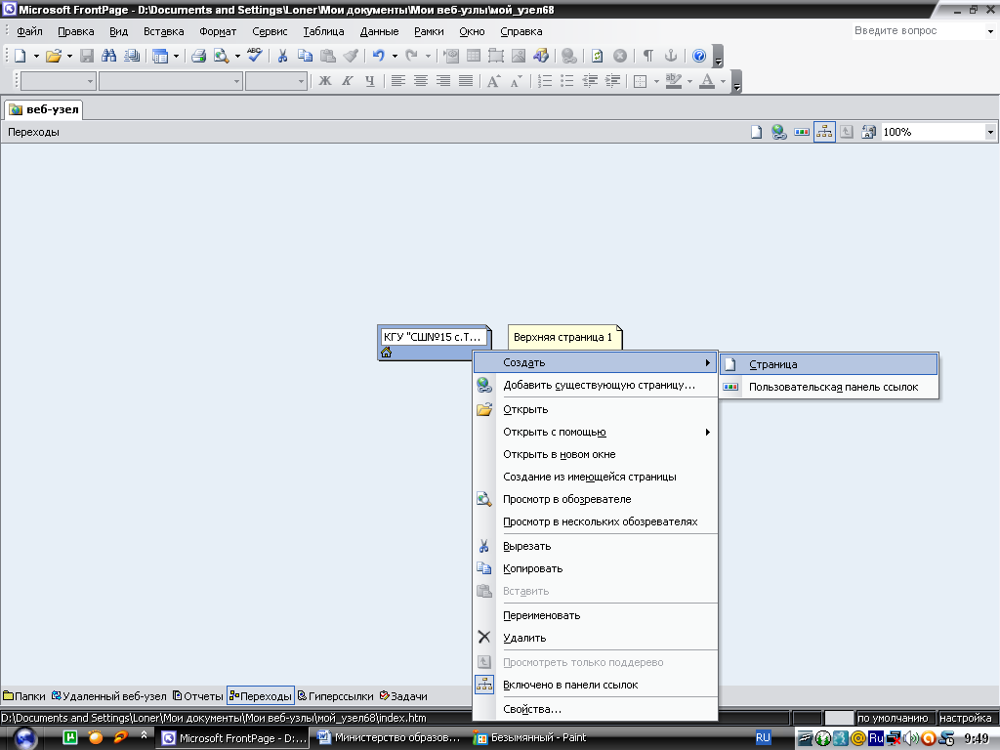 Microsoft FrontPage - D:\Documents and Settings\Loner\Мои документы\Мои веб-узлы\мой_узел68
Файл Правка Вид Вставка Формат Сервис Таблица Данные Рамки Окно Справка Введите вопрос
Ж К Ч
веб-узел
Переходы 100%
КГУ "СШ№15 с.Т... Верхняя страница 1
Создать
Страница
Добавить существующую страницу...
Пользовательская панель ссылок
Открыть
Открыть с помощью
Открыть в новом окне
Создание из имеющейся страницы
Просмотр в обозревателе
Просмотр в нескольких обозревателях
Вырезать
Копировать
Вставить
Переименовать
Удалить
Просмотреть только поддерево
Включено в панели ссылок
Свойства...
Папки Удаленный веб-узел Отчеты Переходы Гиперссылки Задачи
D:\Documents and Settings\Loner\Мои документы\Мои веб-узлы\мой_узел68\index.htm по умолчанию настройка
Microsoft FrontPage - D:... Министерство образов... Безымянный - Paint RU Ru 9:49